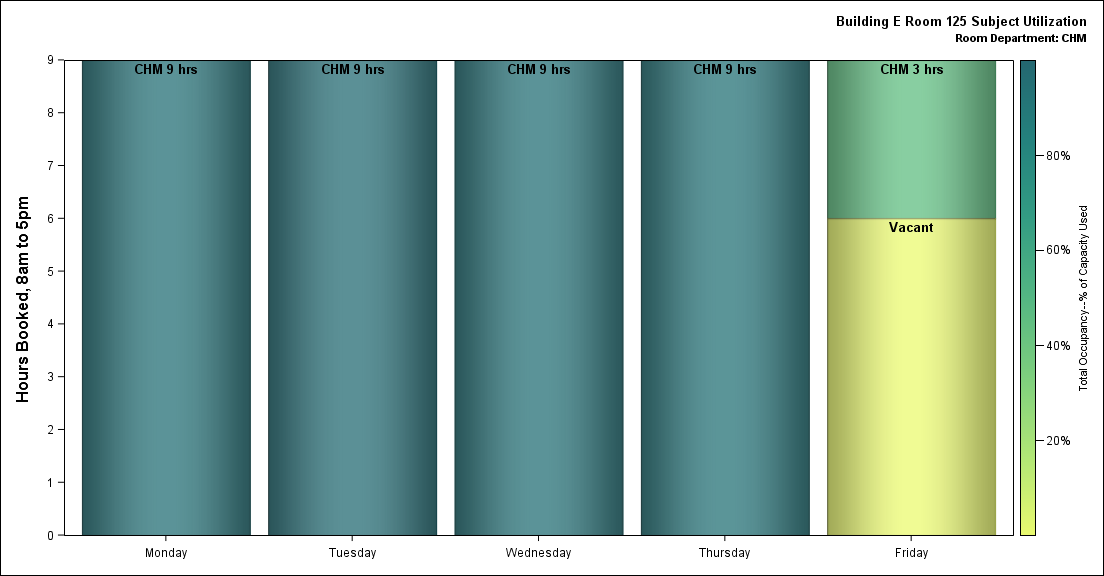 Building E Room 125 Subject Utilization
Room Department: CHM
Hours Booked, 8am to 5pm
9
8
7
6
5
4
3
2
1
0
CHM 9 hrs
CHM 9 hrs
CHM 9 hrs
CHM 9 hrs
CHM 3 hrs
Vacant
Monday
Tuesday
Wednesday
Thursday
Friday
80%
60%
40%
20%
Total Occupancy--% of Capacity Used